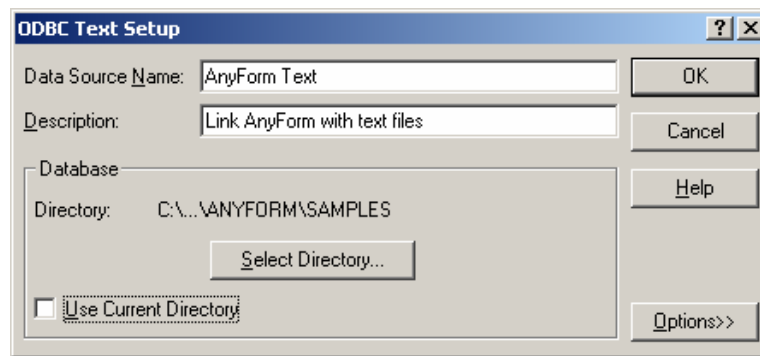 ODBC Text Setup
Data Source Name: AnyForm Text
OK
Description: Link AnyForm with text files
Cancel
Database
Help
Directory: C:\...\ANYFORM\SAMPLES
Select Directory...
Use Current Directory
Options>>